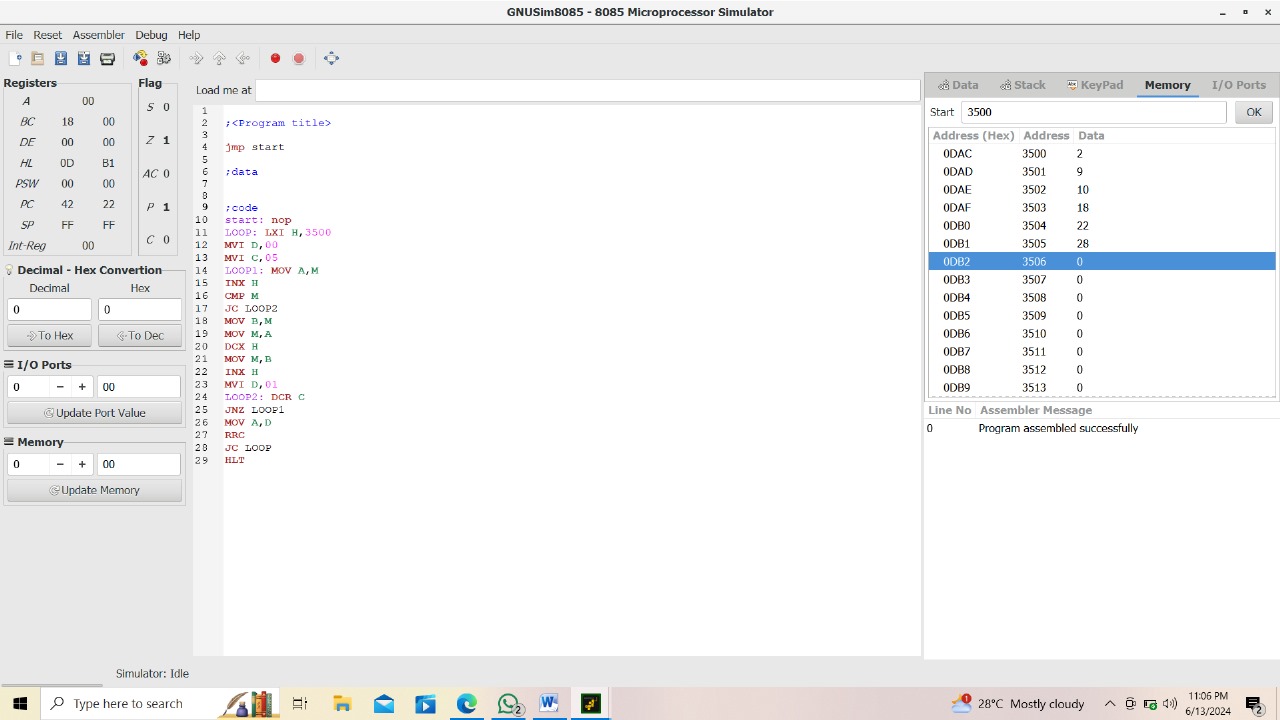 GNUSim8085 - 8085 Microprocessor Simulator
File Reset Assembler Debug Help
Registers
A 00
BC 18 00
DE 00 00
HL 0D B1
PSW 00 00
PC 42 22
SP FF FF
Int-Reg 00
Flag
S 0
Z 1
AC 0
P 1
C 0
Decimal - Hex Convertion
Decimal Hex
0 0
To Hex To Dec
I/O Ports
0 − + 00
Update Port Value
Memory
0 − + 00
Update Memory
Load me at
1
2 ;<Program title>
3
4 jmp start
5
6 ;data
7
8
9 ;code
10 start: nop
11 LOOP: LXI H,3500
12 MVI D,00
13 MVI C,05
14 LOOP1: MOV A,M
15 INX H
16 CMP M
17 JC LOOP2
18 MOV B,M
19 MOV M,A
20 DCX H
21 MOV M,B
22 INX H
23 MVI D,01
24 LOOP2: DCR C
25 JNZ LOOP1
26 MOV A,D
27 RRC
28 JC LOOP
29 HLT
Data Stack KeyPad Memory I/O Ports
Start 3500 OK
Address (Hex) Address Data
0DAC 3500 2
0DAD 3501 9
0DAE 3502 10
0DAF 3503 18
0DB0 3504 22
0DB1 3505 28
0DB2 3506 0
0DB3 3507 0
0DB4 3508 0
0DB5 3509 0
0DB6 3510 0
0DB7 3511 0
0DB8 3512 0
0DB9 3513 0
Line No Assembler Message
0 Program assembled successfully
Simulator: Idle
Type here to search
2
W
1
28°C Mostly cloudy
11:06 PM
6/13/2024
2